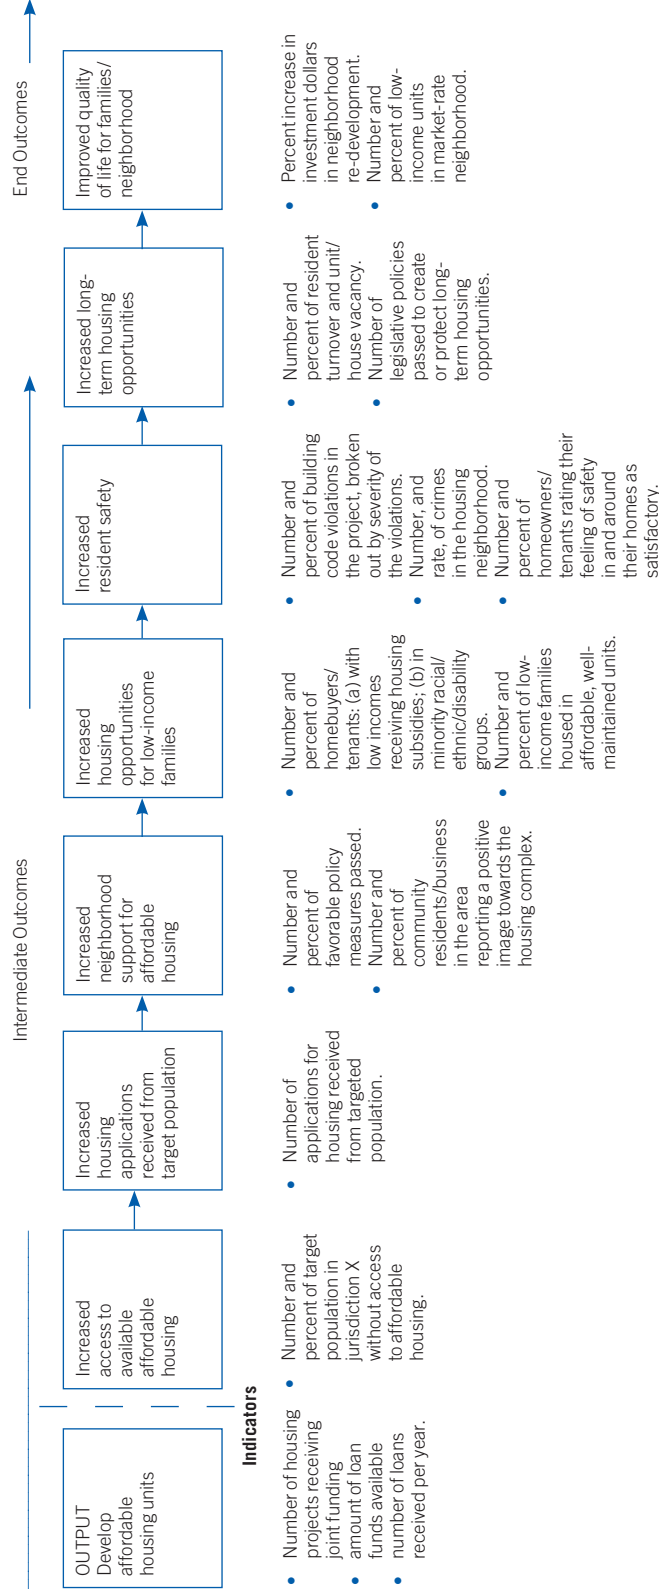 Intermediate Outcomes
End Outcomes
OUTPUT
Develop
affordable
housing units
Increased
access to
available
affordable
housing
Increased
housing
applications
received from
target population
Increased
neighborhood
support for
affordable
housing
Increased
housing
opportunities
for low-income
families
Increased
resident safety
Increased long-
term housing
opportunities
Improved quality
of life for families/
neighborhood
Indicators
• Number of housing
projects receiving
joint funding
• amount of loan
funds available
• number of loans
received per year.
• Number and
percent of target
population in
jurisdiction X
without access
to affordable
housing.
• Number of
applications for
housing received
from targeted
population.
• Number and
percent of
favorable policy
measures passed.
• Number and
percent of
community
residents/business
in the area
reporting a positive
image towards the
housing complex.
• Number and
percent of
homebuyers/
tenants: (a) with
low incomes
receiving housing
subsidies; (b) in
minority racial/
ethnic/disability
groups.
• Number and
percent of low-
income families
housed in
affordable, well-
maintained units.
• Number and
percent of building
code violations in
the project, broken
out by severity of
the violations.
• Number, and
rate, of crimes
in the housing
neighborhood.
• Number and
percent of
homeowners/
tenants rating their
feeling of safety
in and around
their homes as
satisfactory.
• Number and
percent of resident
turnover and unit/
house vacancy.
• Number of
legislative policies
passed to create
or protect long-
term housing
opportunities.
• Percent increase in
investment dollars
in neighborhood
re-development.
• Number and
percent of low-
income units
in market-rate
neighborhood.